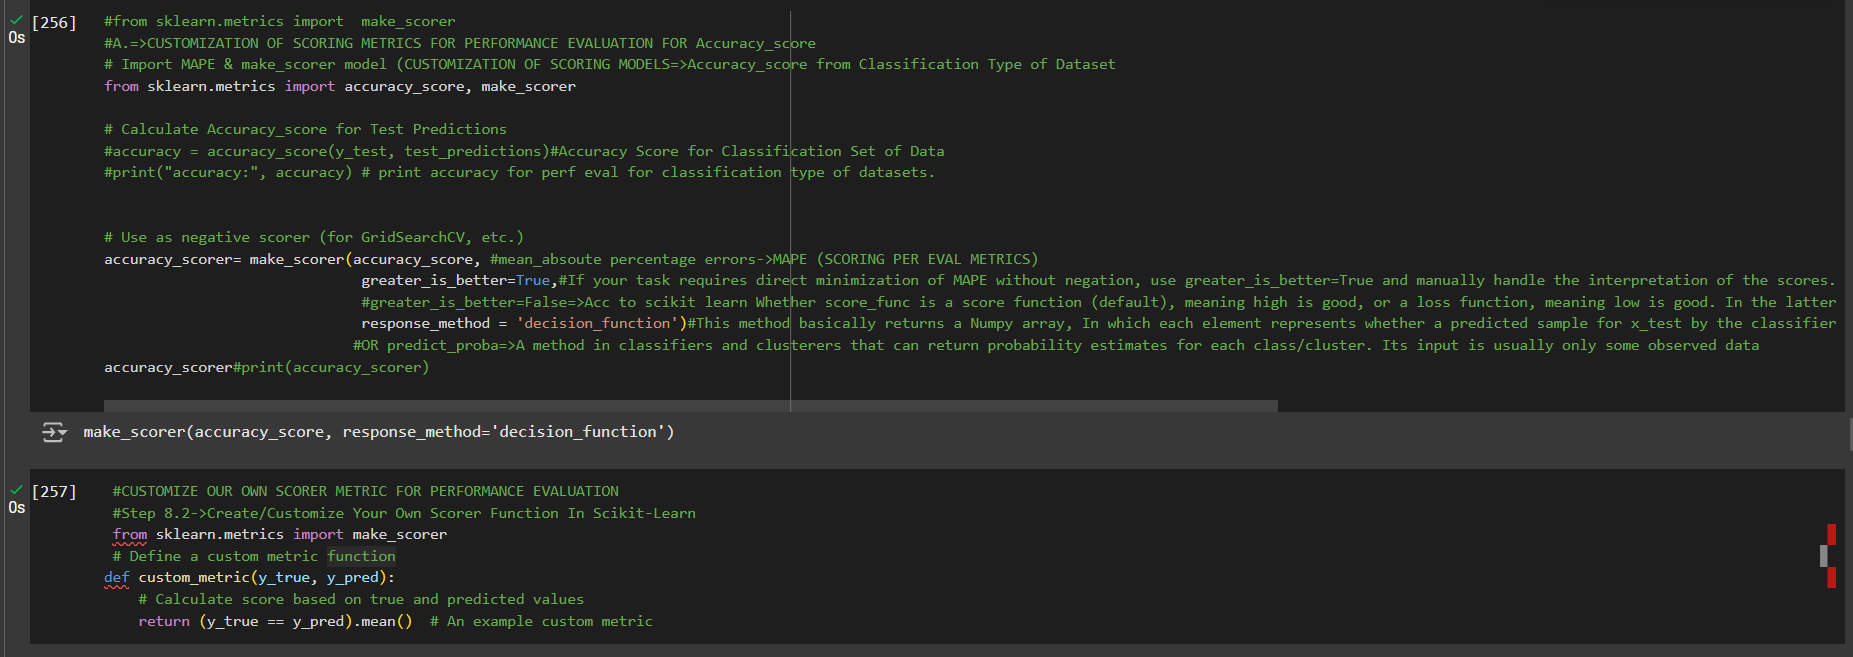 [256] #from sklearn.metrics import  make_scorer
0s #A.=>CUSTOMIZATION OF SCORING METRICS FOR PERFORMANCE EVALUATION FOR Accuracy_score
# Import MAPE & make_scorer model (CUSTOMIZATION OF SCORING MODELS=>Accuracy_score from Classification Type of Dataset
from sklearn.metrics import accuracy_score, make_scorer
# Calculate Accuracy_score for Test Predictions
#accuracy = accuracy_score(y_test, test_predictions)#Accuracy Score for Classification Set of Data
#print("accuracy:", accuracy) # print accuracy for perf eval for classification type of datasets.
# Use as negative scorer (for GridSearchCV, etc.)
accuracy_scorer= make_scorer(accuracy_score, #mean_absoute percentage errors->MAPE (SCORING PER EVAL METRICS)
greater_is_better=True,#If your task requires direct minimization of MAPE without negation, use greater_is_better=True and manually handle the interpretation of the scores.
#greater_is_better=False=>Acc to scikit learn Whether score_func is a score function (default), meaning high is good, or a loss function, meaning low is good. In the latter
response_method = 'decision_function')#This method basically returns a Numpy array, In which each element represents whether a predicted sample for x_test by the classifier
#OR predict_proba=>A method in classifiers and clusterers that can return probability estimates for each class/cluster. Its input is usually only some observed data
accuracy_scorer#print(accuracy_scorer)
make_scorer(accuracy_score, response_method='decision_function')
[257] #CUSTOMIZE OUR OWN SCORER METRIC FOR PERFORMANCE EVALUATION
0s #Step 8.2->Create/Customize Your Own Scorer Function In Scikit-Learn
from sklearn.metrics import make_scorer
# Define a custom metric function
def custom_metric(y_true, y_pred):
# Calculate score based on true and predicted values
return (y_true == y_pred).mean()  # An example custom metric